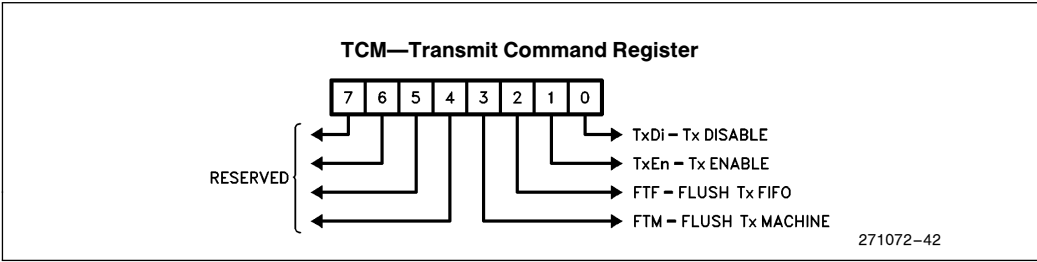 TCM—Transmit Command Register
7 6 5 4 3 2 1 0
TxDi – Tx DISABLE
TxEn – Tx ENABLE
RESERVED
FTF – FLUSH Tx FIFO
FTM – FLUSH Tx MACHINE
271072–42